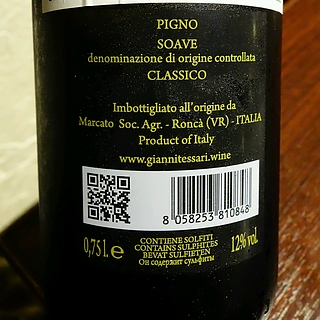 PIGNO
SOAVE
denominazione di origine controllata
CLASSICO
Imbottigliato all'origine da
Marcato Soc. Agr. - Roncà (VR) - ITALIA
Product of Italy
www.giannitessari.wine
8 058253 810848
0,75 l. e
CONTIENE SOLFITI
CONTAINS SULPHITES
BEVAT SULFIETEN
Он содержит сульфиты
12% vol.